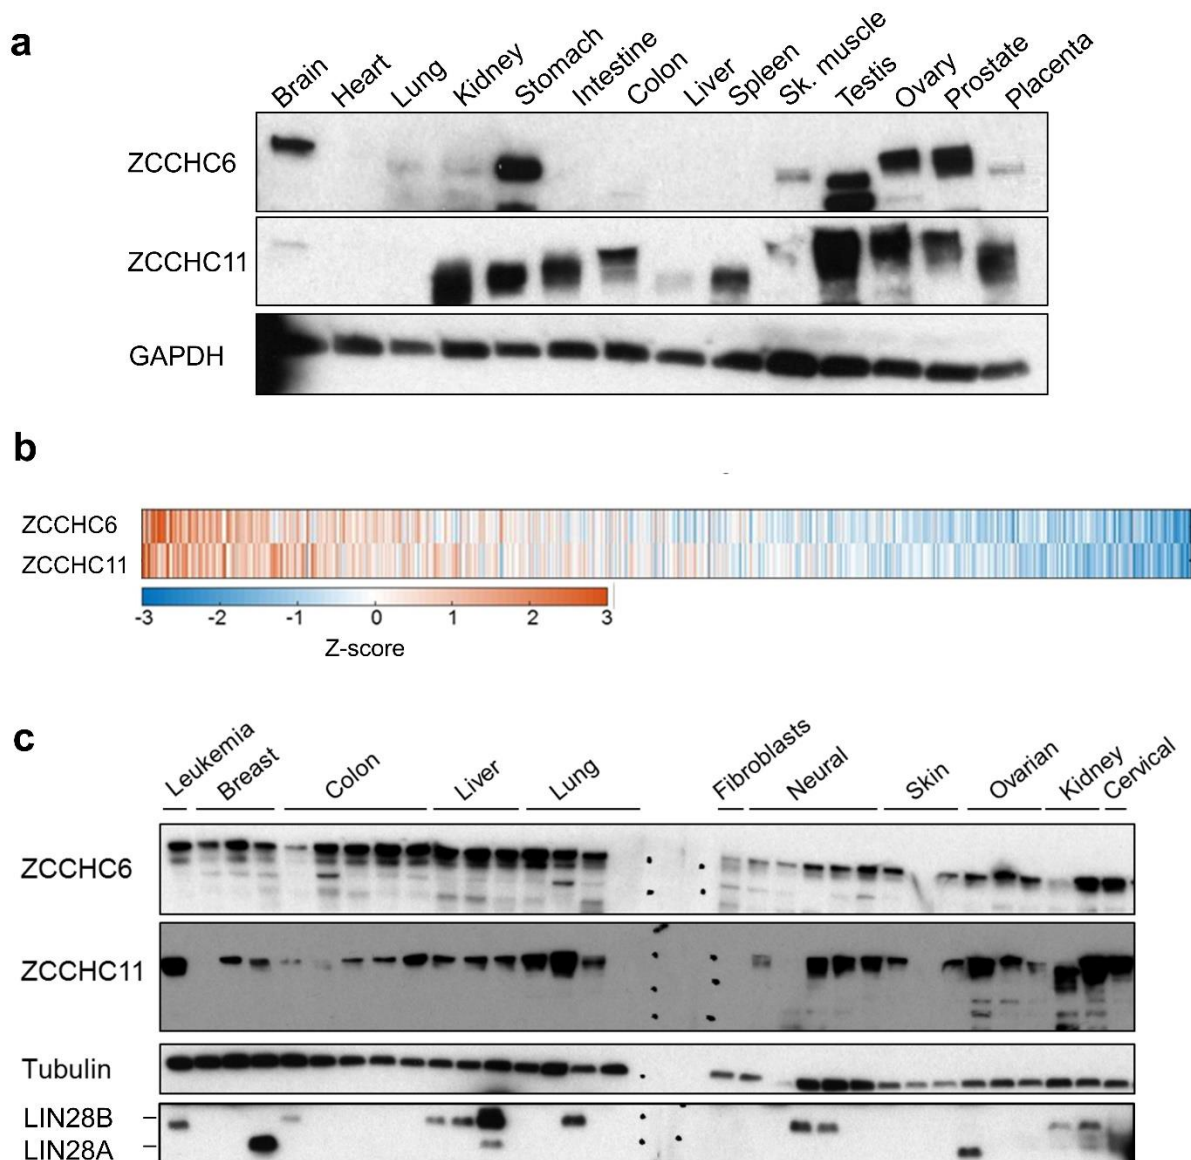 a
Brain Heart Lung Kidney Stomach Intestine Colon Liver Spleen Sk. muscle Testis Ovary Prostate Placenta
ZCCHC6
ZCCHC11
GAPDH
b
ZCCHC6
ZCCHC11
-3 -2 -1 0 1 2 3
Z-score
c
Leukemia Breast Colon Liver Lung Fibroblasts Neural Skin Ovarian Kidney Cervical
ZCCHC6
ZCCHC11
Tubulin
LIN28B
LIN28A